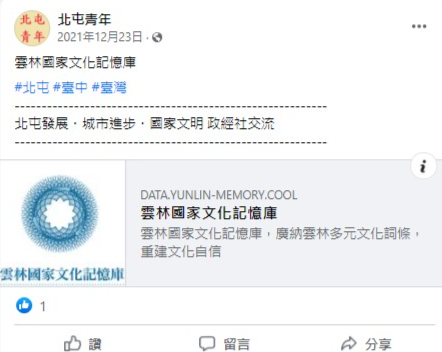 北屯
青年
北屯青年
2021年12月23日 ·
雲林國家文化記憶庫
#北屯 #臺中 #臺灣
------------------------------------------------------------
北屯發展．城市進步．國家文明 政經社交流
------------------------------------------------------------
DATA.YUNLIN-MEMORY.COOL
雲林國家文化記憶庫
雲林國家文化記憶庫，廣納雲林多元文化詞條，
重建文化自信
雲林國家文化記憶庫
1
讚 留言 分享